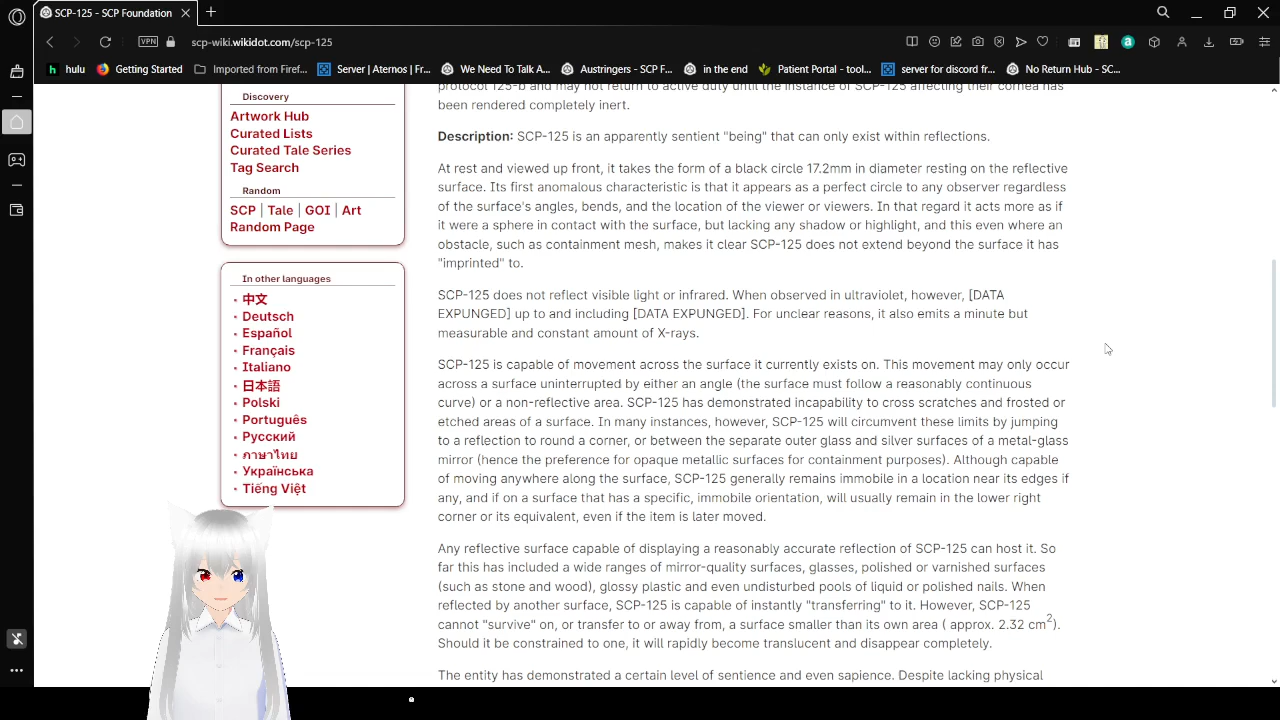 SCP-125 - SCP Foundation
VPN
scp-wiki.wikidot.com/scp-125
hulu
Getting Started
Imported from Firef...
Server | Aternos | Fr...
We Need To Talk A...
Austringers - SCP F...
in the end
Patient Portal - tool...
server for discord fr...
No Return Hub - SC...
Discovery
Artwork Hub
Curated Lists
Curated Tale Series
Tag Search
Random
SCP | Tale | GOI | Art
Random Page
In other languages
中文
Deutsch
Español
Français
Italiano
日本語
Polski
Português
Русский
ภาษาไทย
Українська
Tiếng Việt
protocol 125-b and may not return to active duty until the instance of SCP-125 affecting their cornea has
been rendered completely inert.
Description: SCP-125 is an apparently sentient "being" that can only exist within reflections.
At rest and viewed up front, it takes the form of a black circle 17.2mm in diameter resting on the reflective
surface. Its first anomalous characteristic is that it appears as a perfect circle to any observer regardless
of the surface's angles, bends, and the location of the viewer or viewers. In that regard it acts more as if
it were a sphere in contact with the surface, but lacking any shadow or highlight, and this even where an
obstacle, such as containment mesh, makes it clear SCP-125 does not extend beyond the surface it has
"imprinted" to.
SCP-125 does not reflect visible light or infrared. When observed in ultraviolet, however, [DATA
EXPUNGED] up to and including [DATA EXPUNGED]. For unclear reasons, it also emits a minute but
measurable and constant amount of X-rays.
SCP-125 is capable of movement across the surface it currently exists on. This movement may only occur
across a surface uninterrupted by either an angle (the surface must follow a reasonably continuous
curve) or a non-reflective area. SCP-125 has demonstrated incapability to cross scratches and frosted or
etched areas of a surface. In many instances, however, SCP-125 will circumvent these limits by jumping
to a reflection to round a corner, or between the separate outer glass and silver surfaces of a metal-glass
mirror (hence the preference for opaque metallic surfaces for containment purposes). Although capable
of moving anywhere along the surface, SCP-125 generally remains immobile in a location near its edges if
any, and if on a surface that has a specific, immobile orientation, will usually remain in the lower right
corner or its equivalent, even if the item is later moved.
Any reflective surface capable of displaying a reasonably accurate reflection of SCP-125 can host it. So
far this has included a wide ranges of mirror-quality surfaces, glasses, polished or varnished surfaces
(such as stone and wood), glossy plastic and even undisturbed pools of liquid or polished nails. When
reflected by another surface, SCP-125 is capable of instantly "transferring" to it. However, SCP-125
cannot "survive" on, or transfer to or away from, a surface smaller than its own area ( approx. 2.32 cm2).
Should it be constrained to one, it will rapidly become translucent and disappear completely.
The entity has demonstrated a certain level of sentience and even sapience. Despite lacking physical